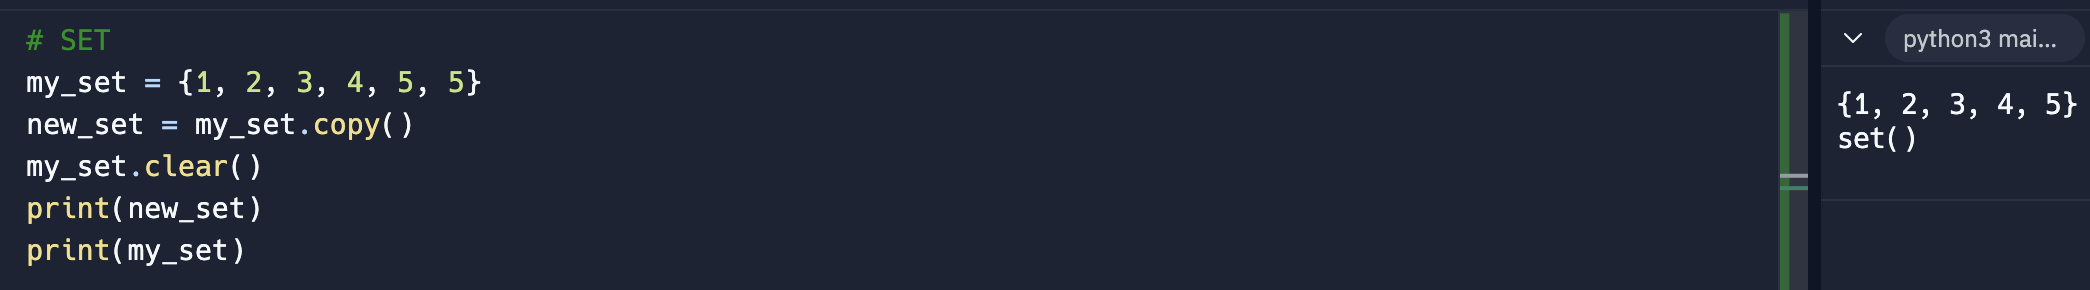 # SET
my_set = {1, 2, 3, 4, 5, 5}
new_set = my_set.copy()
my_set.clear()
print(new_set)
print(my_set)
python3 mai...
{1, 2, 3, 4, 5}
set()